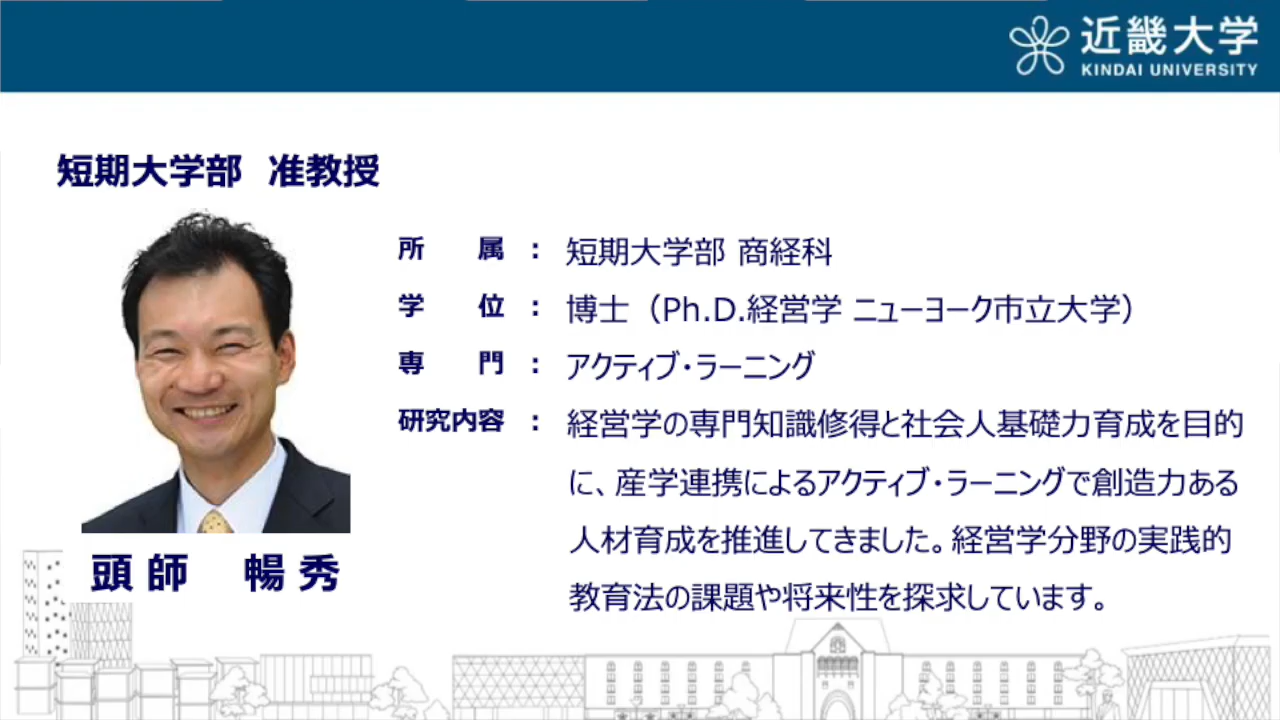 近畿大学
KINDAI UNIVERSITY
短期大学部 准教授
所 属 : 短期大学部 商経科
学 位 : 博士（Ph.D.経営学 ニューヨーク市立大学）
専 門 : アクティブ・ラーニング
研究内容 : 経営学の専門知識修得と社会人基礎力育成を目的
に、産学連携によるアクティブ・ラーニングで創造力ある
人材育成を推進してきました。経営学分野の実践的
教育法の課題や将来性を探求しています。
頭師 暢秀